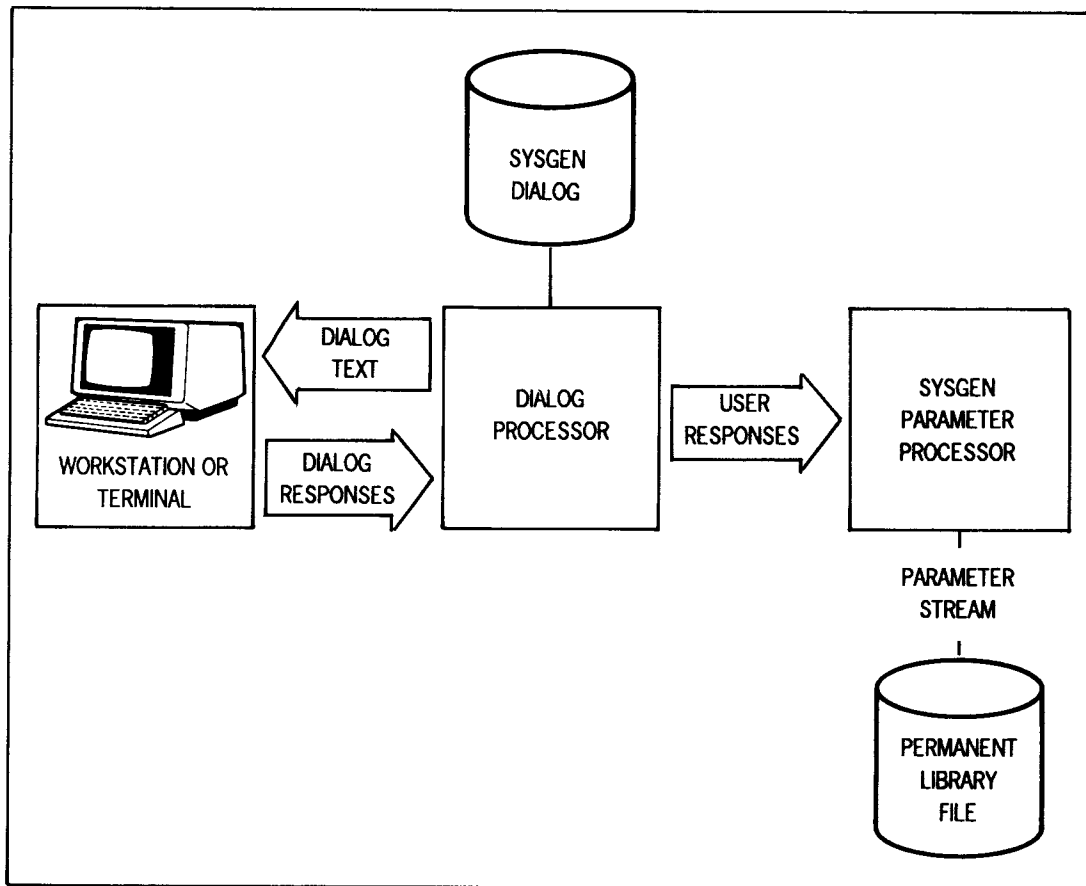 SYSGEN
DIALOG
DIALOG
TEXT
DIALOG
PROCESSOR
USER
RESPONSES
SYSGEN
PARAMETER
PROCESSOR
WORKSTATION OR
TERMINAL
DIALOG
RESPONSES
PARAMETER
STREAM
PERMANENT
LIBRARY
FILE